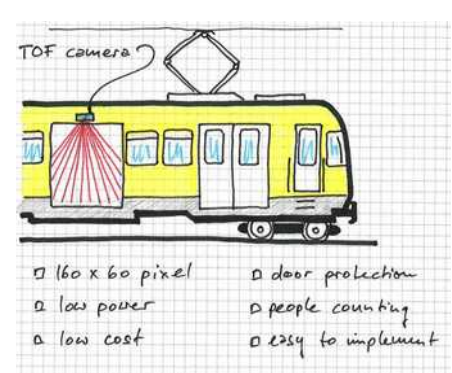 TOF camera
160 x 60 pixel
low power
low cost
door protection
people counting
easy to implement